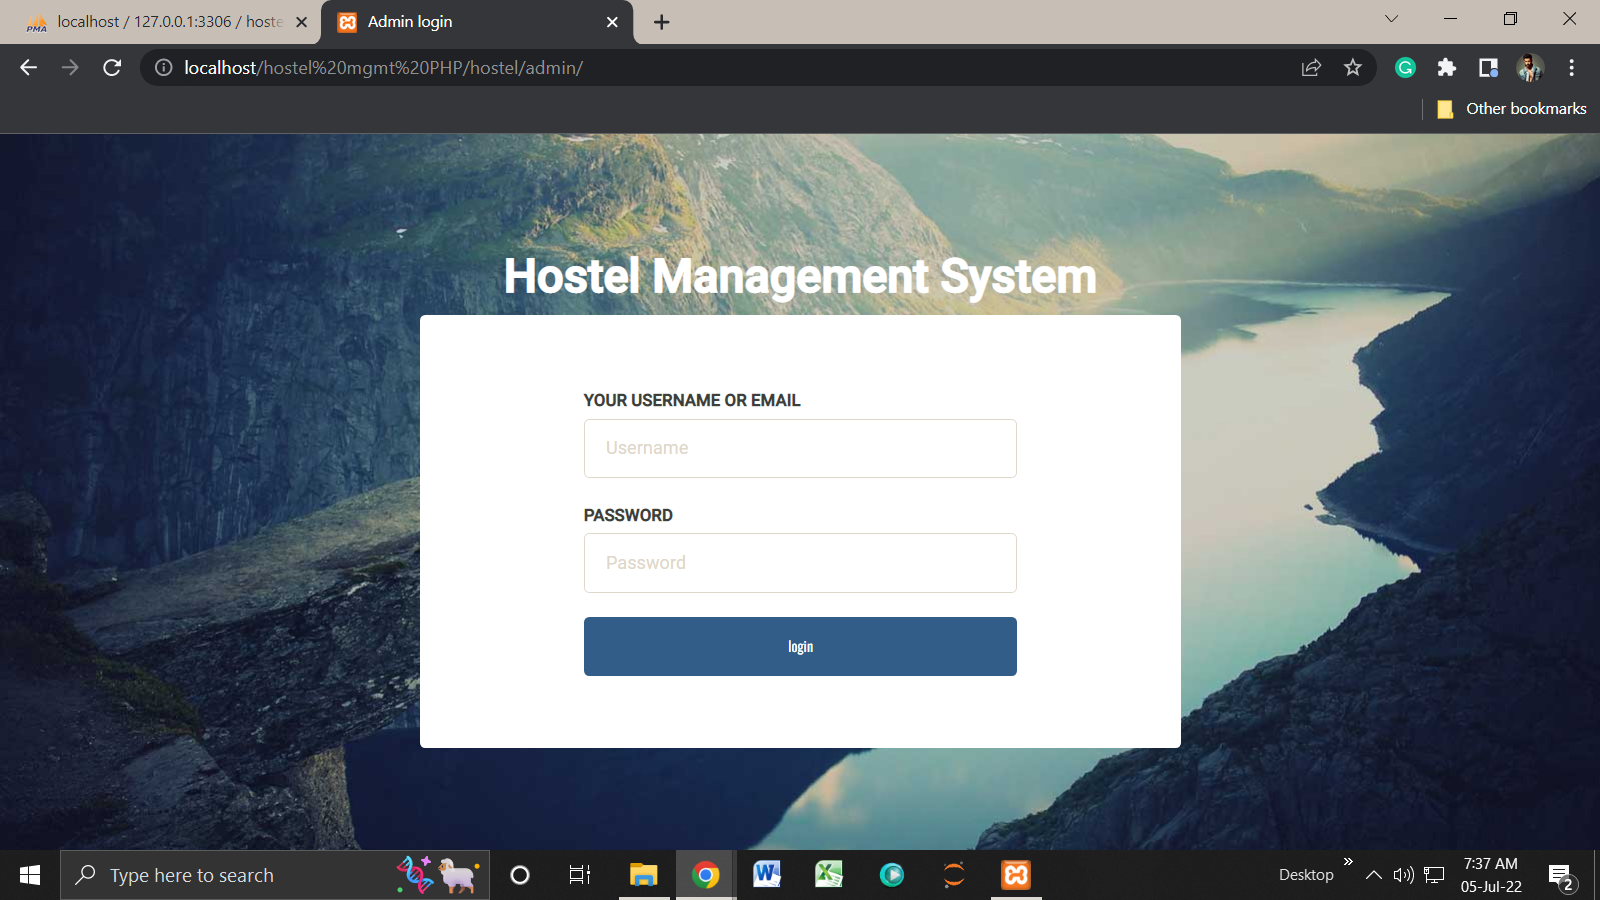 PMA
localhost / 127.0.0.1:3306 / hoste
Admin login
localhost/hostel%20mgmt%20PHP/hostel/admin/
Other bookmarks
Hostel Management System
YOUR USERNAME OR EMAIL
Username
PASSWORD
Password
login
Type here to search
Desktop
7:37 AM
05-Jul-22
2